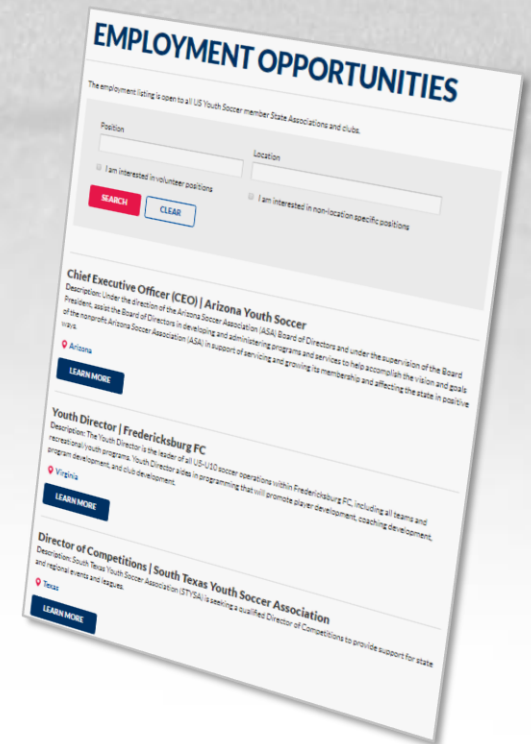 EMPLOYMENT OPPORTUNITIES
The employment listing is open to all US Youth Soccer member State Associations and clubs.
Position
Location
I am interested in volunteer positions
I am interested in non-location specific positions
SEARCH
CLEAR
Chief Executive Officer (CEO) | Arizona Youth Soccer
Description: Under the direction of the Arizona Soccer Association (ASA) Board of Directors and under the supervision of the Board
President, assist the Board of Directors in developing and administering programs and services to help accomplish the vision and goals
of the nonprofit Arizona Soccer Association (ASA) in support of servicing and growing its membership and affecting the state in positive
ways.
Arizona
LEARN MORE
Youth Director | Fredericksburg FC
Description: The Youth Director is the leader of all U5-U10 soccer operations within Fredericksburg FC, including all teams and
recreational/youth programs. Youth Director aides in programming that will promote player development, coaching development,
program development, and club development.
Virginia
LEARN MORE
Director of Competitions | South Texas Youth Soccer Association
Description: South Texas Youth Soccer Association (STYSA) is seeking a qualified Director of Competitions to provide support for state
and regional events and leagues.
Texas
LEARN MORE